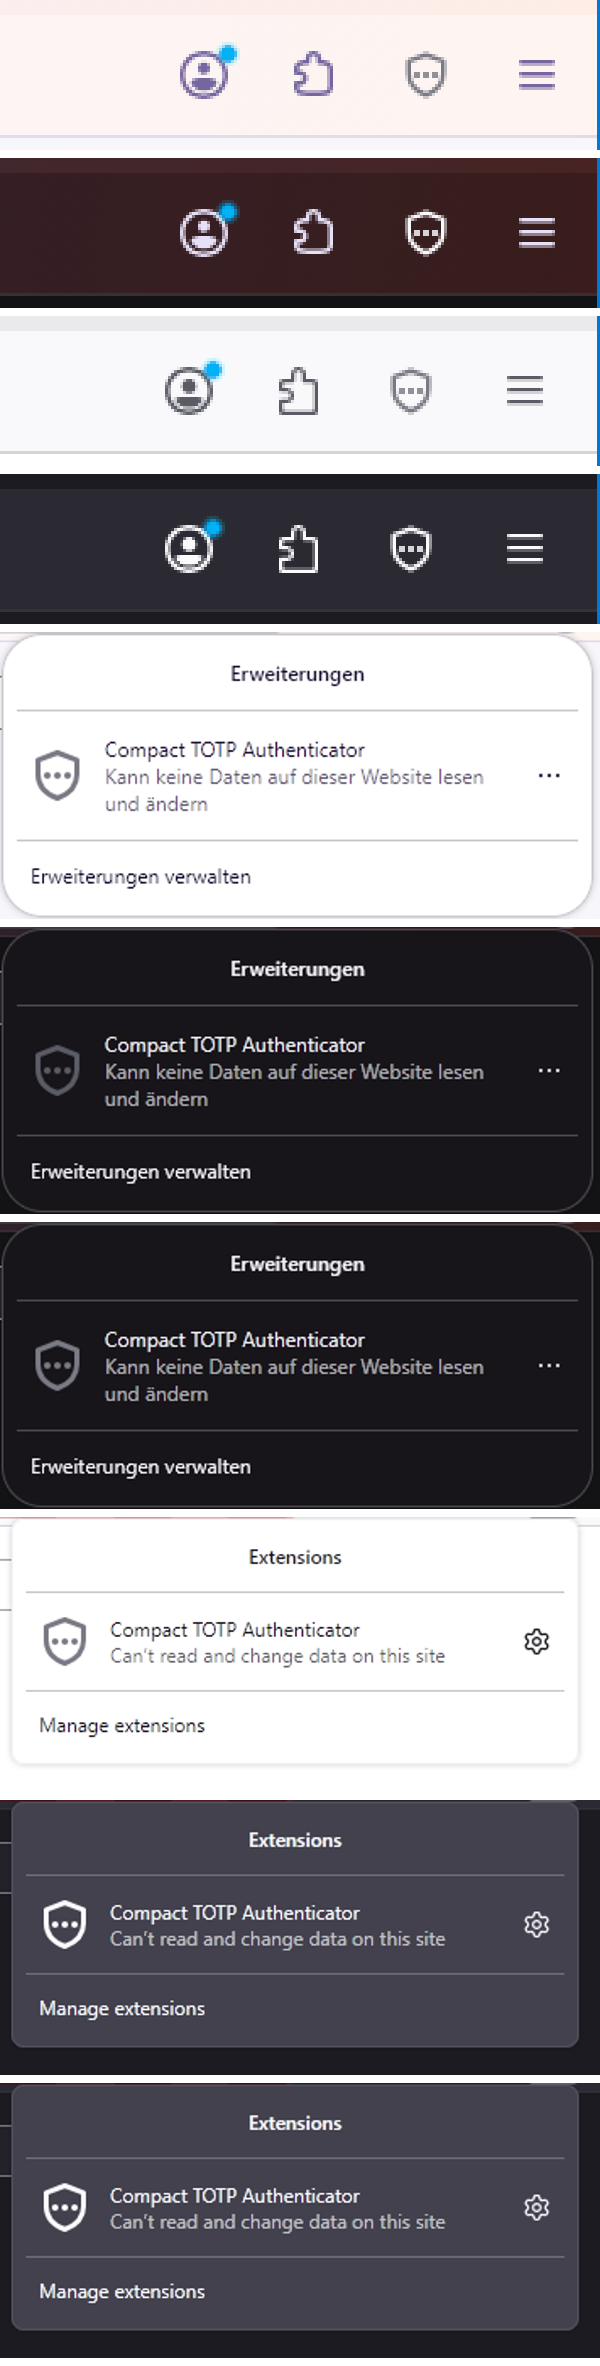 Erweiterungen
Compact TOTP Authenticator
Kann keine Daten auf dieser Website lesen
und ändern
Erweiterungen verwalten
Erweiterungen
Compact TOTP Authenticator
Kann keine Daten auf dieser Website lesen
und ändern
Erweiterungen verwalten
Erweiterungen
Compact TOTP Authenticator
Kann keine Daten auf dieser Website lesen
und ändern
Erweiterungen verwalten
Extensions
Compact TOTP Authenticator
Can't read and change data on this site
Manage extensions
Extensions
Compact TOTP Authenticator
Can't read and change data on this site
Manage extensions
Extensions
Compact TOTP Authenticator
Can't read and change data on this site
Manage extensions